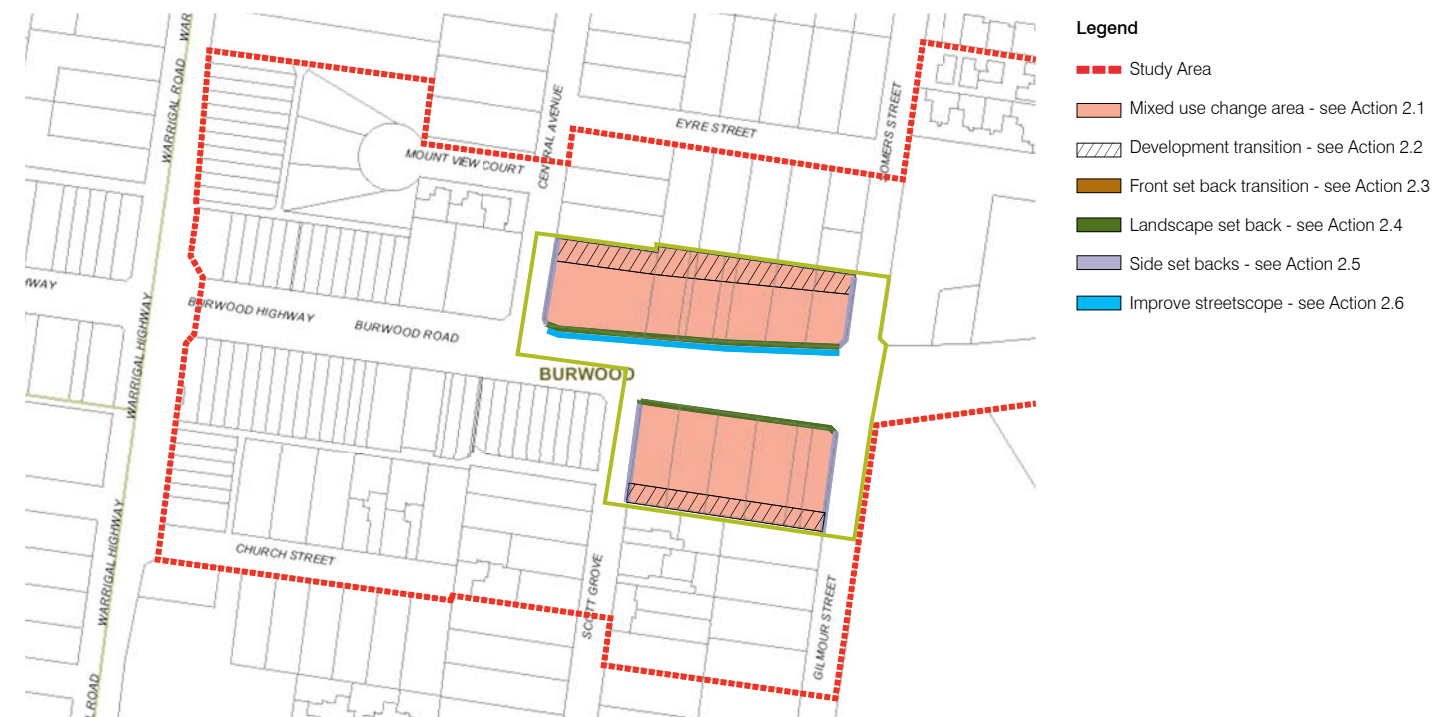 WAR
WARRIGAL ROAD
CENTRAL AVENUE
EYRE STREET
SOMERS STREET
MOUNT VIEW COURT
WAY
BURWOOD HIGHWAY
BURWOOD ROAD
WARRIGAL HIGHWAY
BURWOOD
WARRIGAL HIGHWAY
CHURCH STREET
SCOTT GROVE
GILMOUR STREET
L ROAD
Legend
Study Area
Mixed use change area - see Action 2.1
Development transition - see Action 2.2
Front set back transition - see Action 2.3
Landscape set back - see Action 2.4
Side set backs - see Action 2.5
Improve streetscope - see Action 2.6